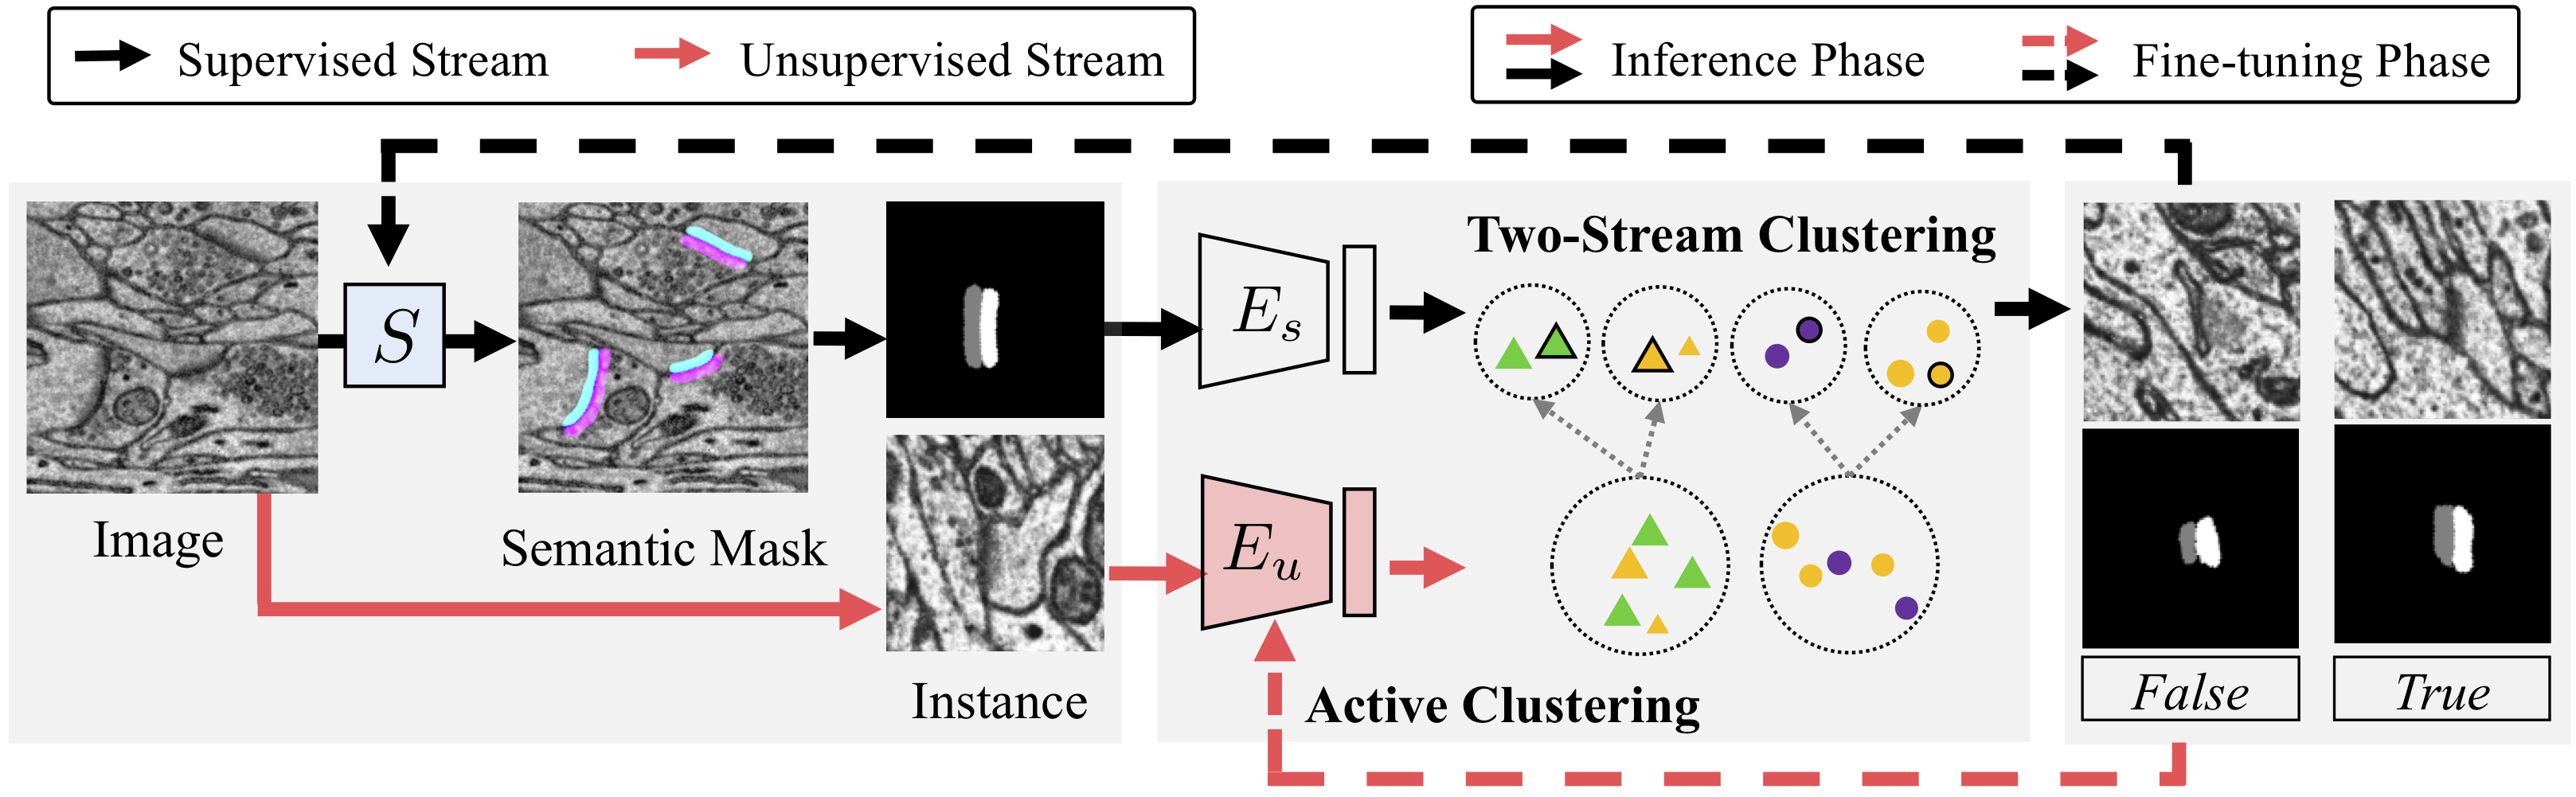 Supervised Stream
Unsupervised Stream
Inference Phase
Fine-tuning Phase
Image
S
Semantic Mask
Instance
E_s
E_u
Two-Stream Clustering
Active Clustering
False
True